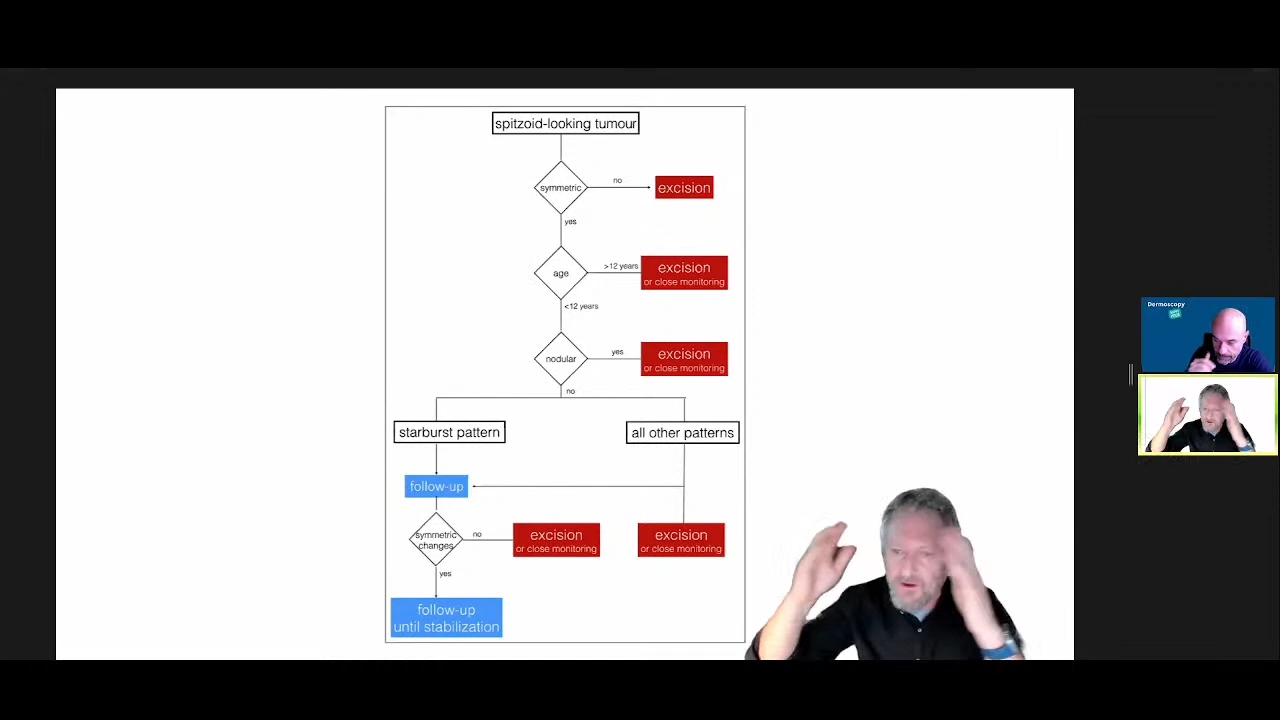 spitzoid-looking tumour
symmetric
no
excision
yes
age
>12 years
excision
or close monitoring
<12 years
nodular
yes
excision
or close monitoring
no
starburst pattern
all other patterns
follow-up
symmetric
changes
no
excision
or close monitoring
excision
or close monitoring
yes
follow-up
until stabilization
Dermoscopy